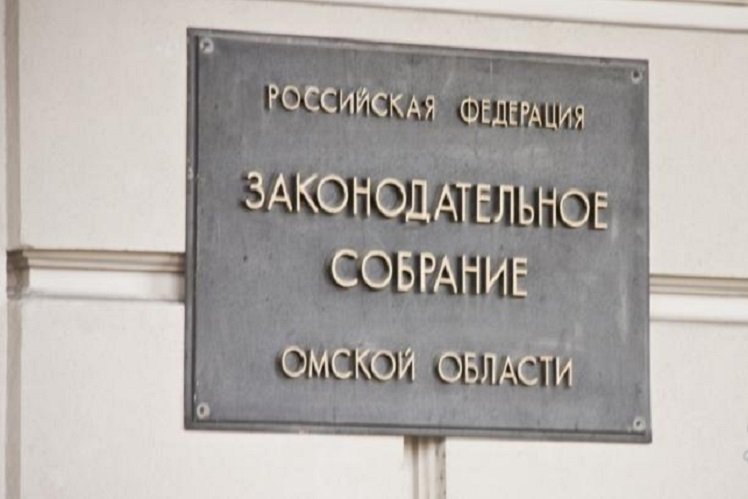 РОССИЙСКАЯ ФЕДЕРАЦИЯ
ЗАКОНОДАТЕЛЬНОЕ
СОБРАНИЕ
ОМСКОЙ ОБЛАСТИ